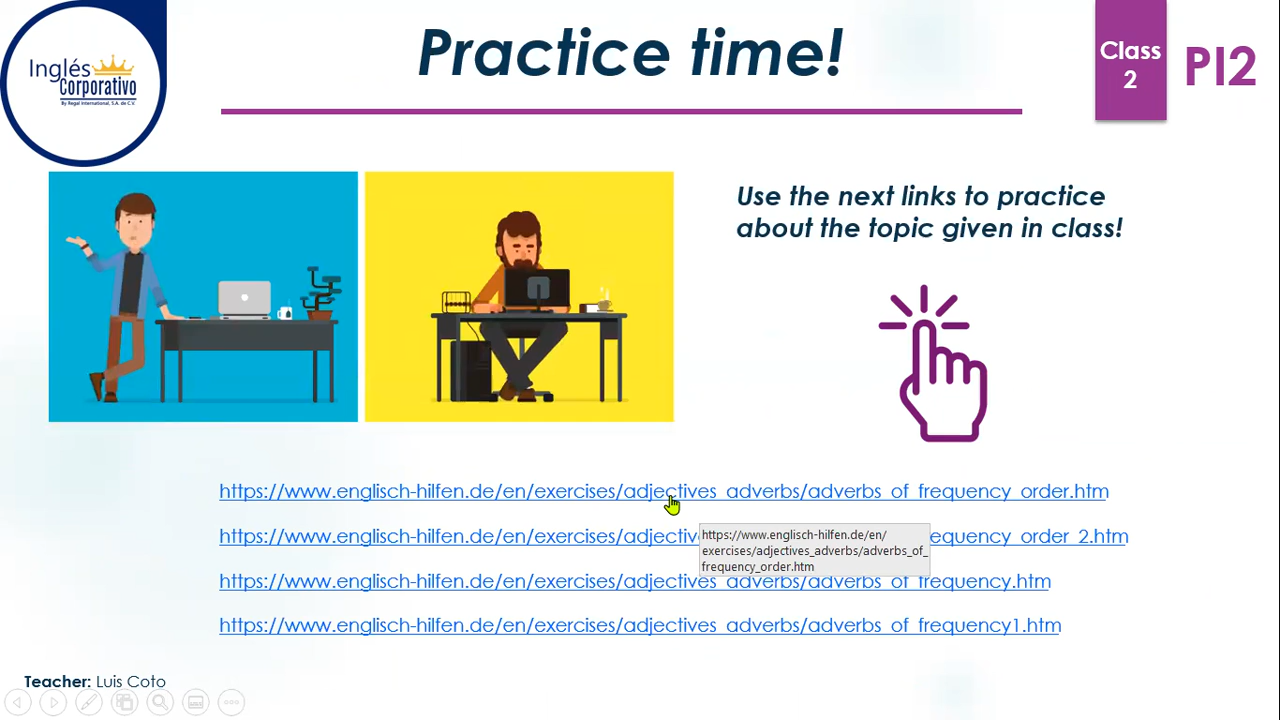 Inglés
Corporativo
By Regal International, S.A. de C.V.
Practice time!
Class
2
PI2
Use the next links to practice
about the topic given in class!
https://www.englisch-hilfen.de/en/exercises/adjectives_adverbs/adverbs_of_frequency_order.htm
https://www.englisch-hilfen.de/en/exercises/adjectiv equency_order_2.htm
https://www.englisch-hilfen.de/en/
exercises/adjectives_adverbs/adverbs_of_
frequency_order.htm
https://www.englisch-hilfen.de/en/exercises/adjectives_adverbs/adverbs_of_frequency.htm
https://www.englisch-hilfen.de/en/exercises/adjectives_adverbs/adverbs_of_frequency1.htm
Teacher: Luis Coto